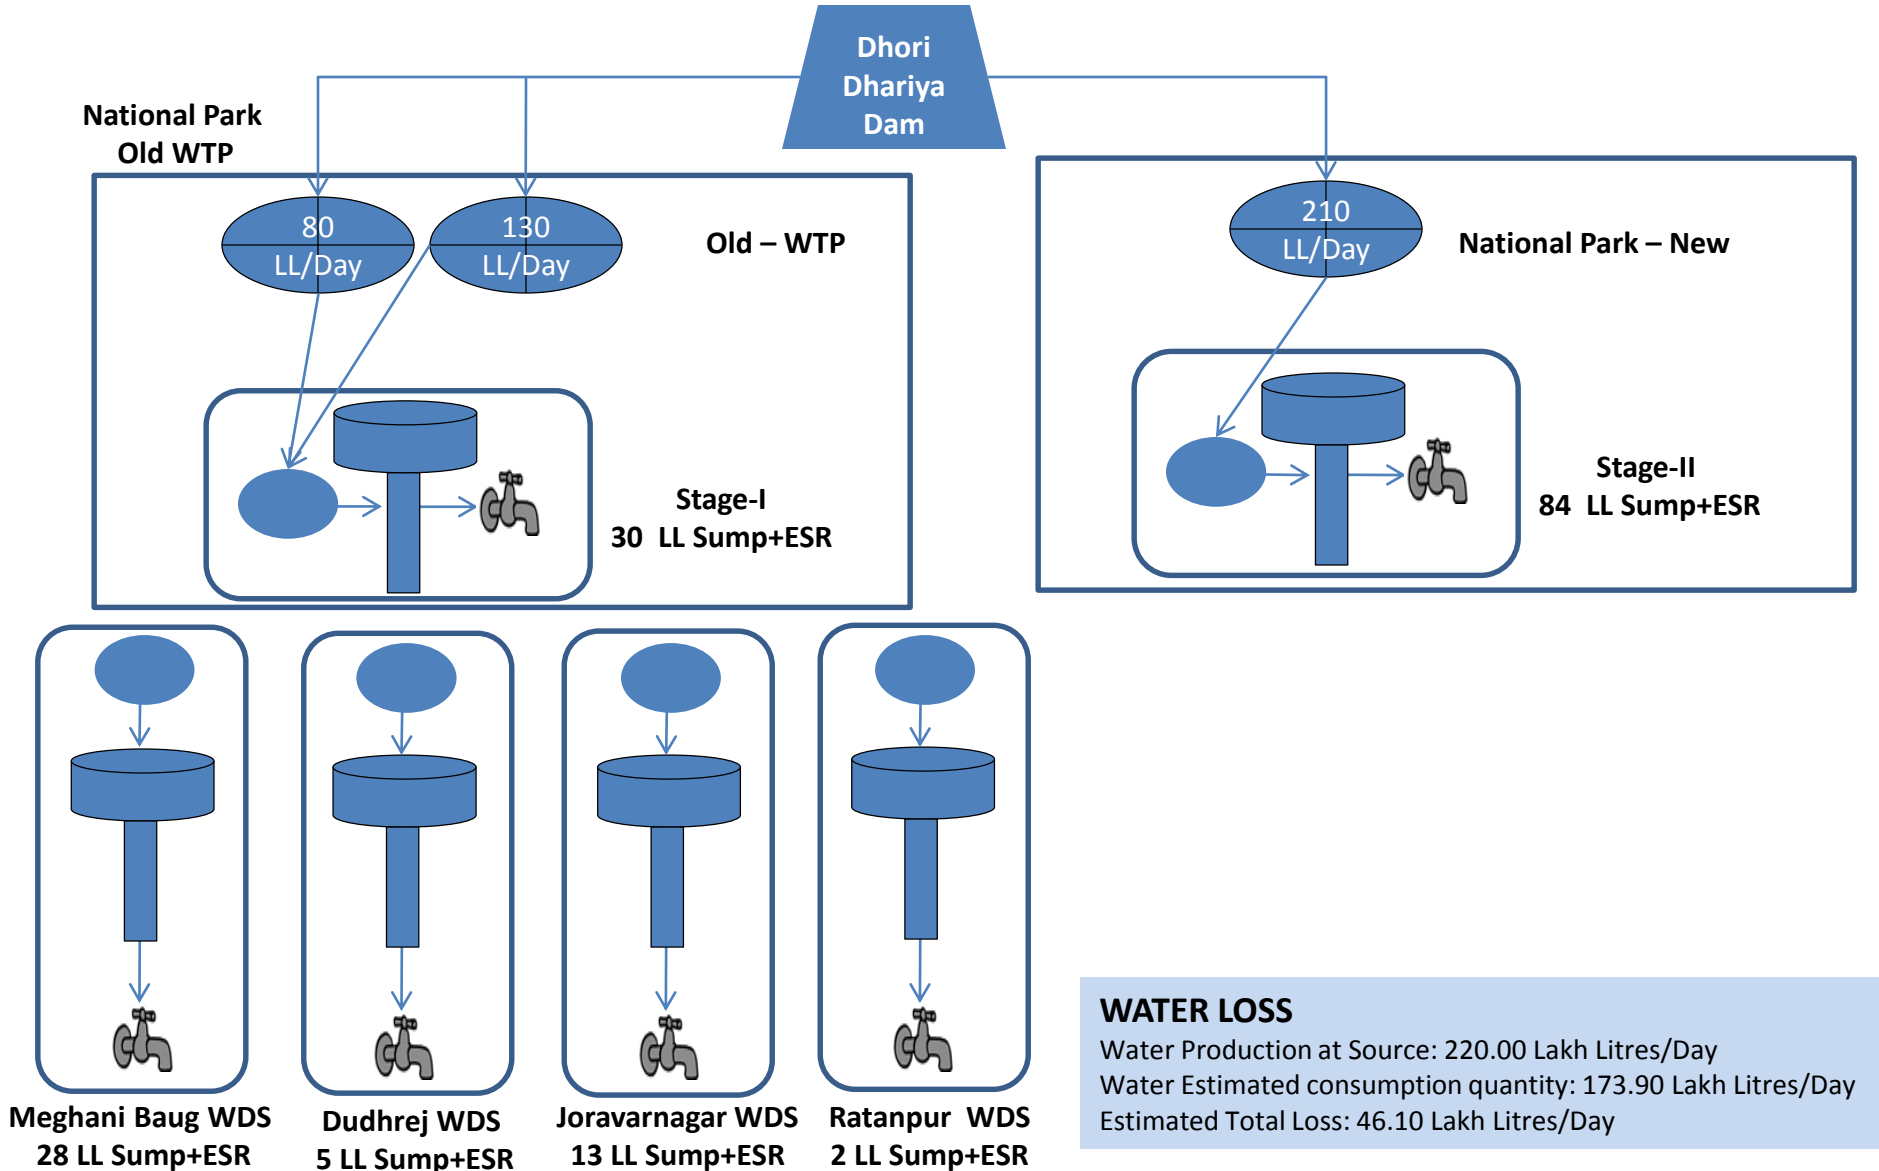 Dhori
Dhariya
Dam
National Park
Old WTP
80
LL/Day
130
LL/Day
Old – WTP
210
LL/Day
National Park – New
Stage-I
30 LL Sump+ESR
Stage-II
84 LL Sump+ESR
Meghani Baug WDS
28 LL Sump+ESR
Dudhrej WDS
5 LL Sump+ESR
Joravarnagar WDS
13 LL Sump+ESR
Ratanpur WDS
2 LL Sump+ESR
WATER LOSS
Water Production at Source: 220.00 Lakh Litres/Day
Water Estimated consumption quantity: 173.90 Lakh Litres/Day
Estimated Total Loss: 46.10 Lakh Litres/Day